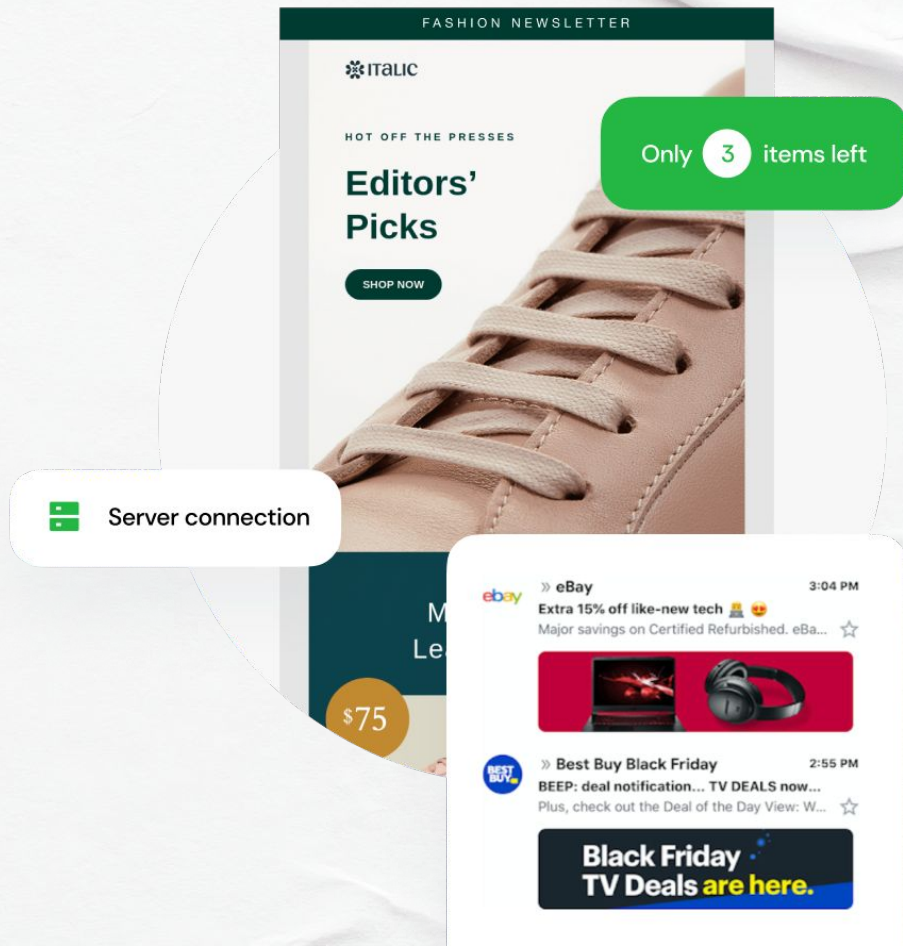 FASHION NEWSLETTER
ITALIC
HOT OFF THE PRESSES
Editors’
Picks
SHOP NOW
Only 3 items left
Server connection
$75
ebay
» eBay 3:04 PM
Extra 15% off like-new tech 💻 😍
Major savings on Certified Refurbished. eBa...
BEST BUY
» Best Buy Black Friday 2:55 PM
BEEP: deal notification... TV DEALS now...
Plus, check out the Deal of the Day View: W...
Black Friday
TV Deals are here.